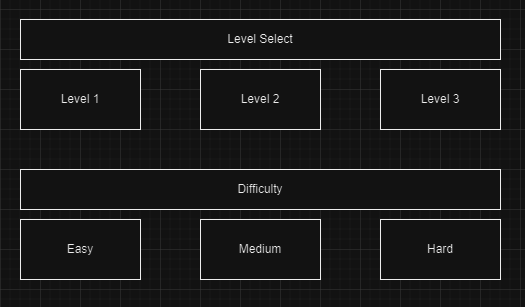 Level Select
Level 1
Level 2
Level 3
Difficulty
Easy
Medium
Hard